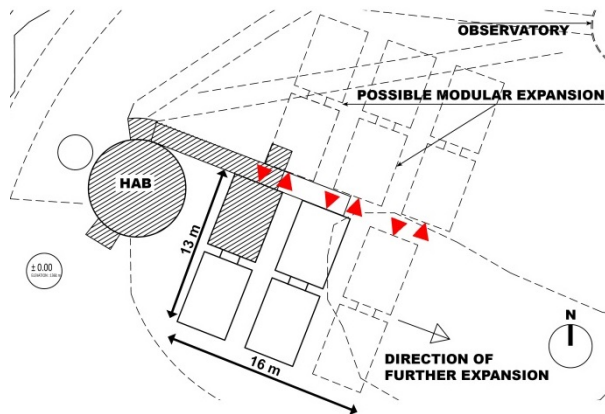 OBSERVATORY
POSSIBLE MODULAR EXPANSION
HAB
13 m
± 0.00
N
16 m
DIRECTION OF
FURTHER EXPANSION